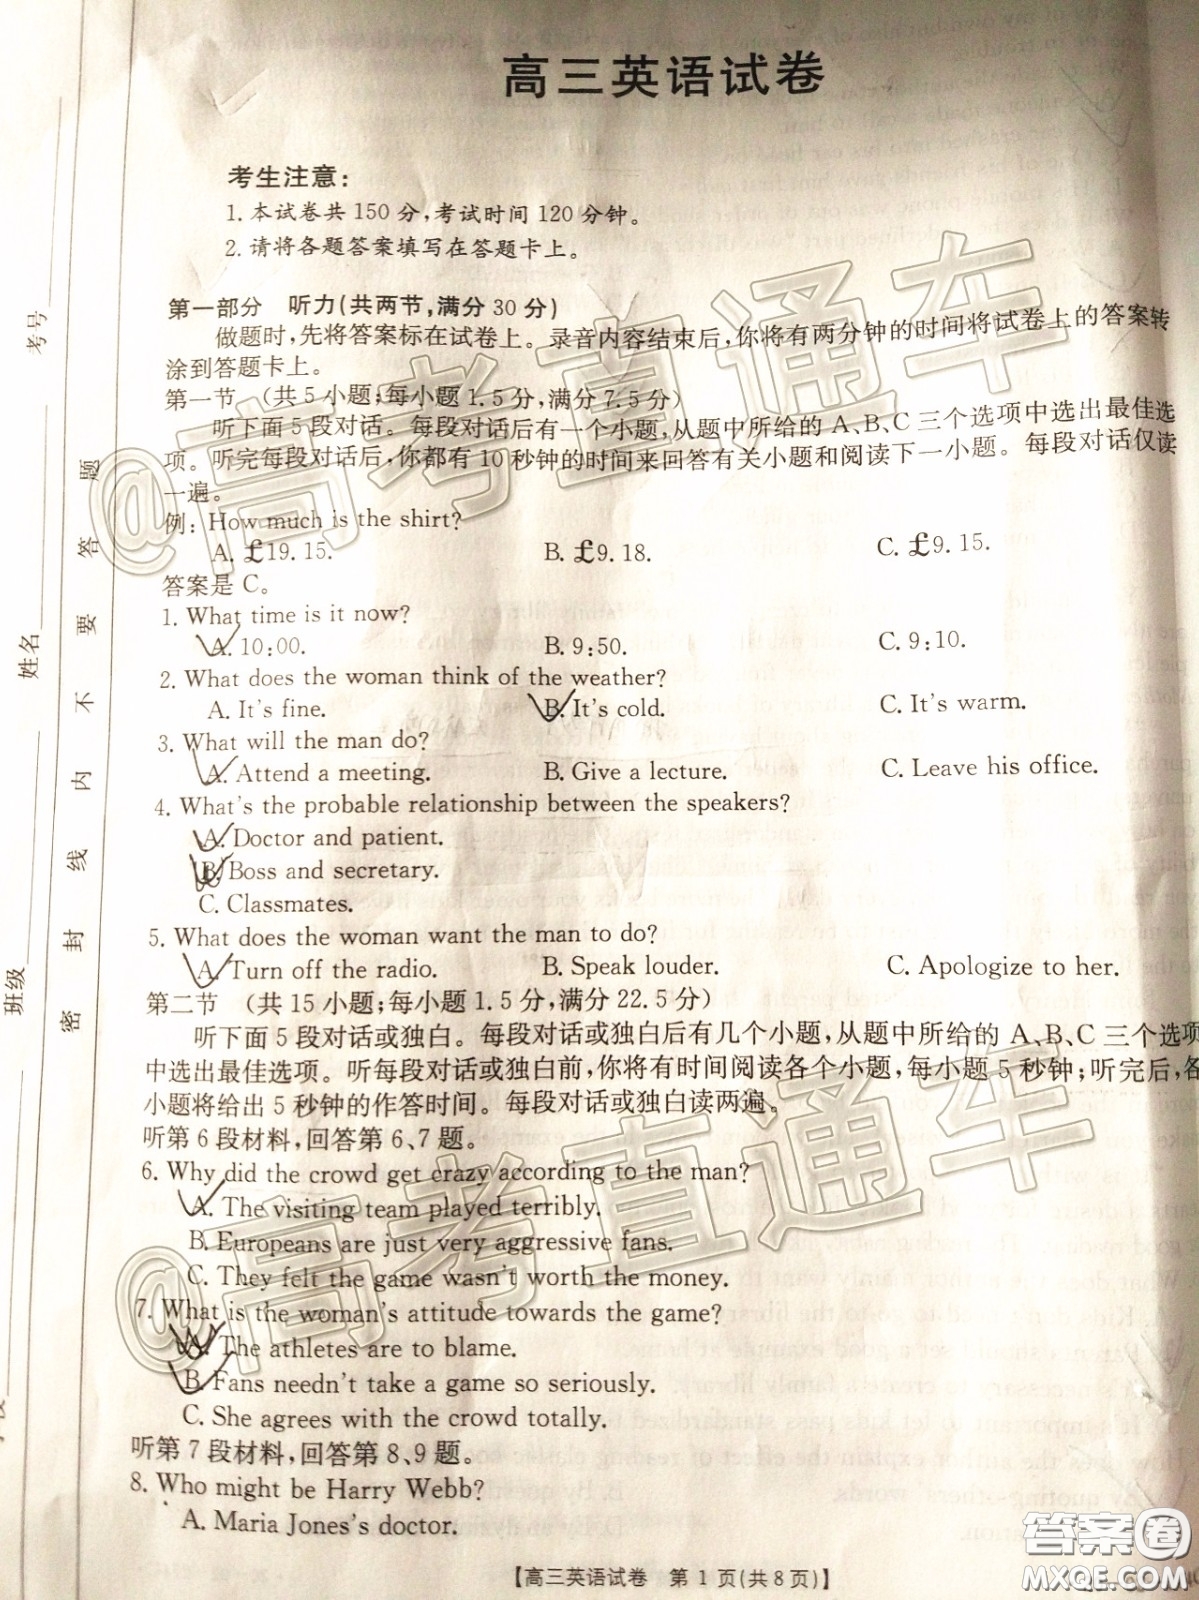 高三英语试卷
考生注意:
1.本试卷共150分,考试时间120分钟。
2.请将各题答案填写在答题卡上。
第一部分 听力(共两节,满分30分)
做题时,先将答案标在试卷上。录音内容结束后,你将有两分钟的时间将试卷上的答案转
涂到答题卡上。
第一节 (共5小题;每小题1.5分,满分7.5分)
听下面5段对话。每段对话后有一个小题,从题中所给的A、B、C三个选项中选出最佳选
项。听完每段对话后,你都有10秒钟的时间来回答有关小题和阅读下一小题。每段对话仅读
一遍。
例: How much is the shirt?
A. £19.15. B. £9.18. C. £9.15.
答案是C。
1. What time is it now?
A. 10:00. B. 9:50. C. 9:10.
2. What does the woman think of the weather?
A. It's fine. B. It's cold. C. It's warm.
3. What will the man do?
A. Attend a meeting. B. Give a lecture. C. Leave his office.
4. What's the probable relationship between the speakers?
A. Doctor and patient.
B. Boss and secretary.
C. Classmates.
5. What does the woman want the man to do?
A. Turn off the radio. B. Speak louder. C. Apologize to her.
第二节 (共15小题;每小题1.5分,满分22.5分)
听下面5段对话或独白。每段对话或独白后有几个小题,从题中所给的A、B、C三个选项
中选出最佳选项。听每段对话或独白前,你将有时间阅读各个小题,每小题5秒钟;听完后,各
小题将给出5秒钟的作答时间。每段对话或独白读两遍。
听第6段材料,回答第6、7题。
6. Why did the crowd get crazy according to the man?
A. The visiting team played terribly.
B. Europeans are just very aggressive fans.
C. They felt the game wasn't worth the money.
7. What is the woman's attitude towards the game?
A. The athletes are to blame.
B. Fans needn't take a game so seriously.
C. She agrees with the crowd totally.
听第7段材料,回答第8、9题。
8. Who might be Harry Webb?
A. Maria Jones's doctor.
【高三英语试卷 第1页(共8页)】
考号
姓名
班级
密封线内不要答题
@高考直通车
@高考直通车
答案圈
MXQE.COM